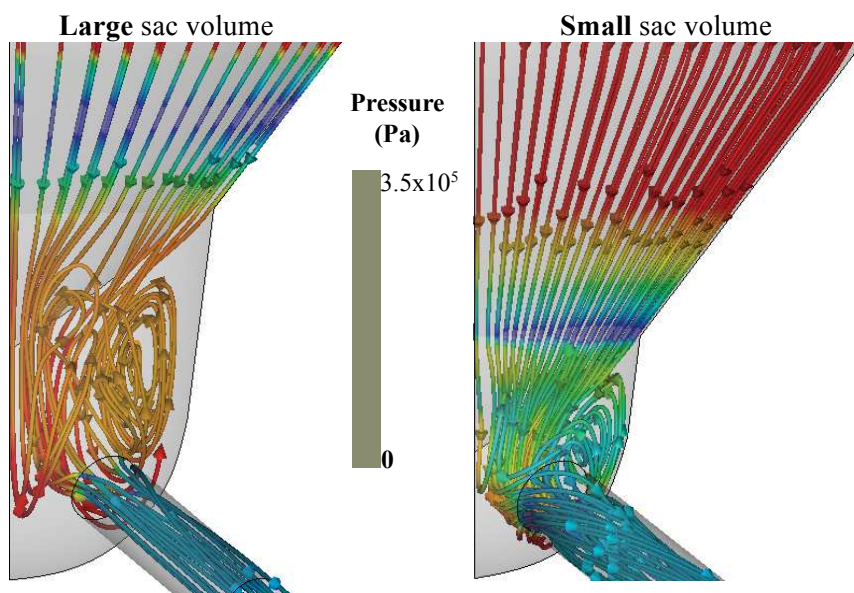 Large sac volume
Small sac volume
Pressure
(Pa)
3.5x10⁵
0